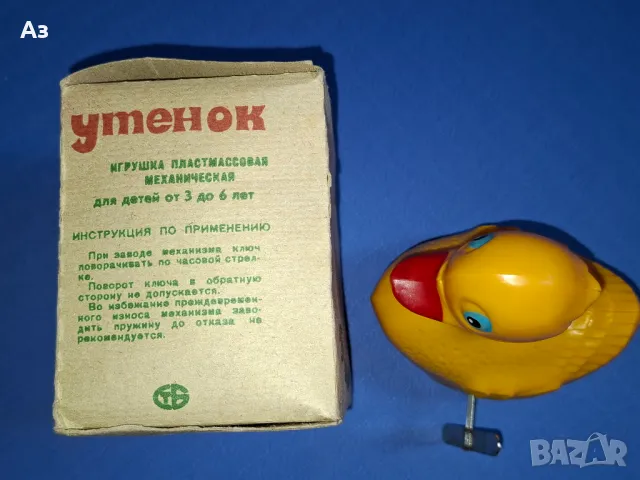 Аз
утенок
ИГРУШКА ПЛАСТМАССОВАЯ
МЕХАНИЧЕСКАЯ
для детей от 3 до 6 лет
ИНСТРУКЦИЯ ПО ПРИМЕНЕНИЮ
При заводе механизма ключ
поворачивать по часовой стрел-
ке.
Поворот ключа в обратную
сторону не допускается.
Во избежание преждевремен-
ного износа механизма заво-
дить пружину до отказа не
рекомендуется.
BAZAR
bg